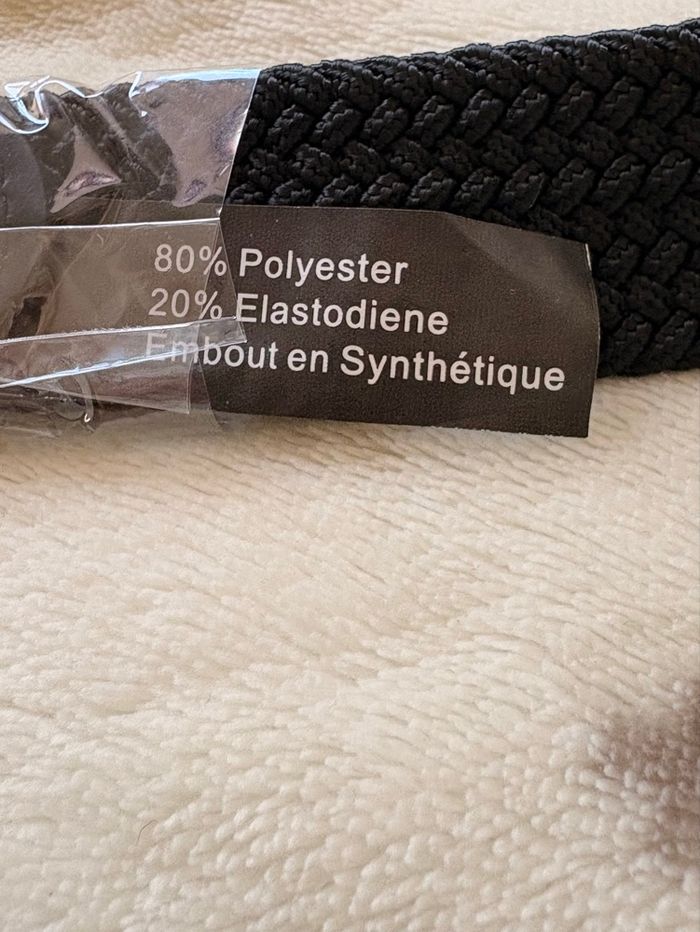 80% Polyester
20% Elastodiene
Embout en Synthétique